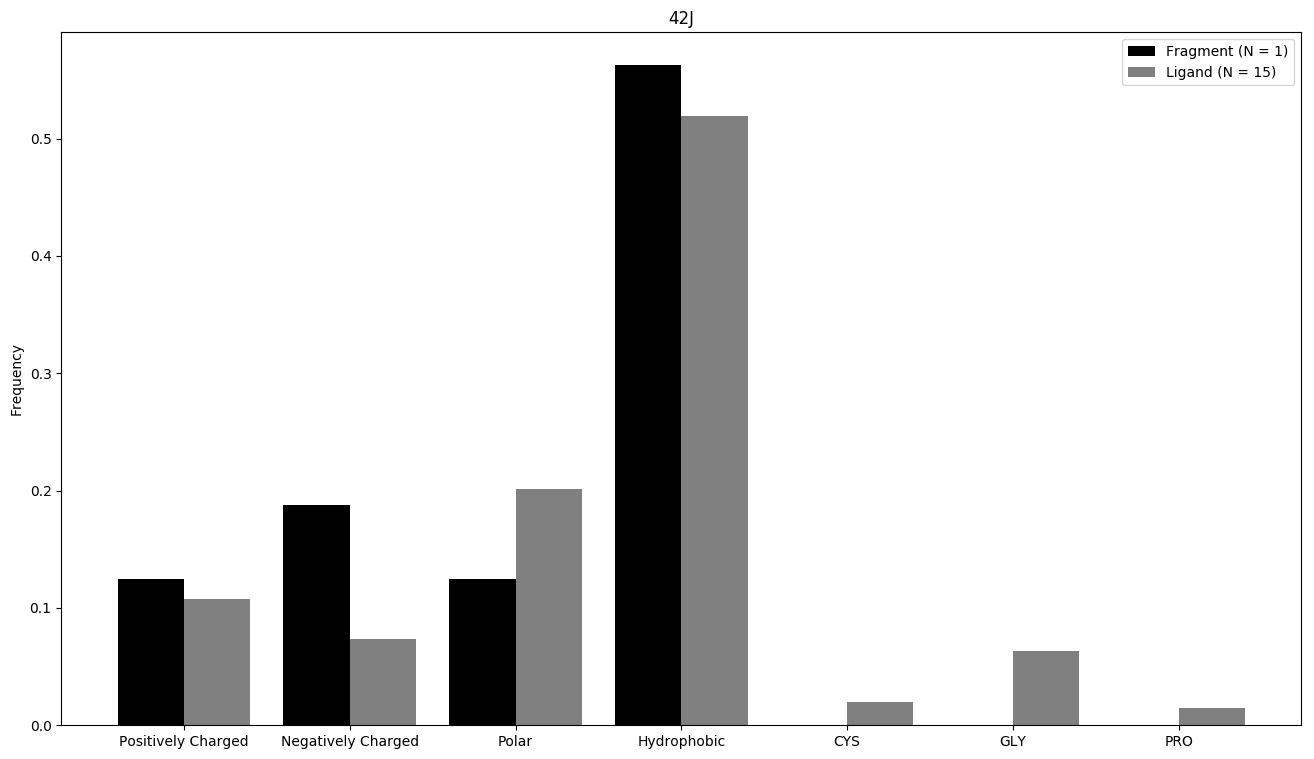 42J
Fragment (N = 1)
Ligand (N = 15)
Frequency
0.5
0.4
0.3
0.2
0.1
0.0
Positively Charged Negatively Charged Polar Hydrophobic CYS GLY PRO